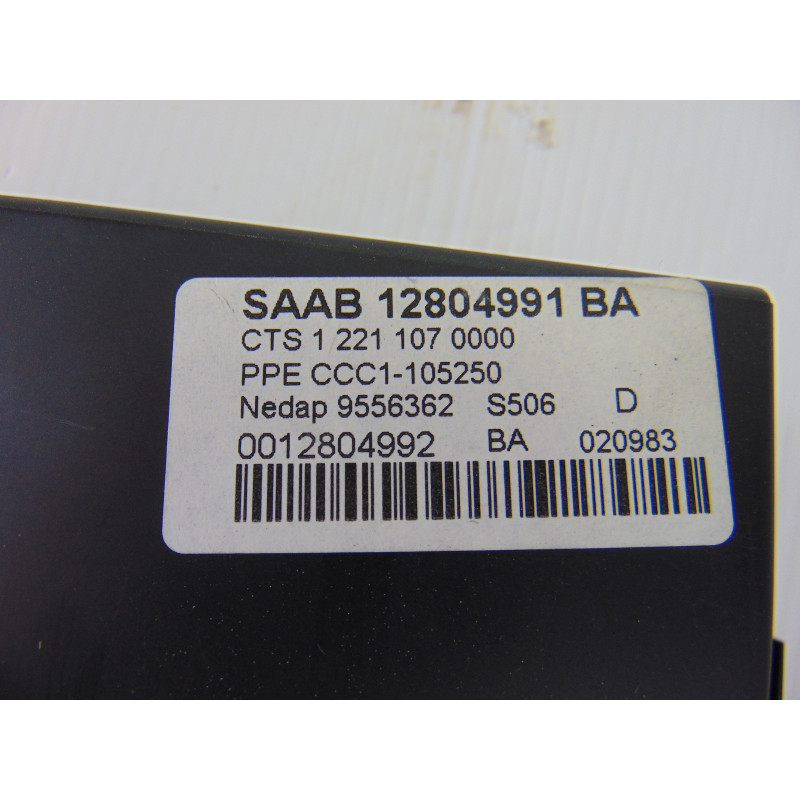 SAAB 12804991 BA
CTS 1 221 107 0000
PPE CCC1-105250
Nedap 9556362 S506 D
0012804992 BA 020983